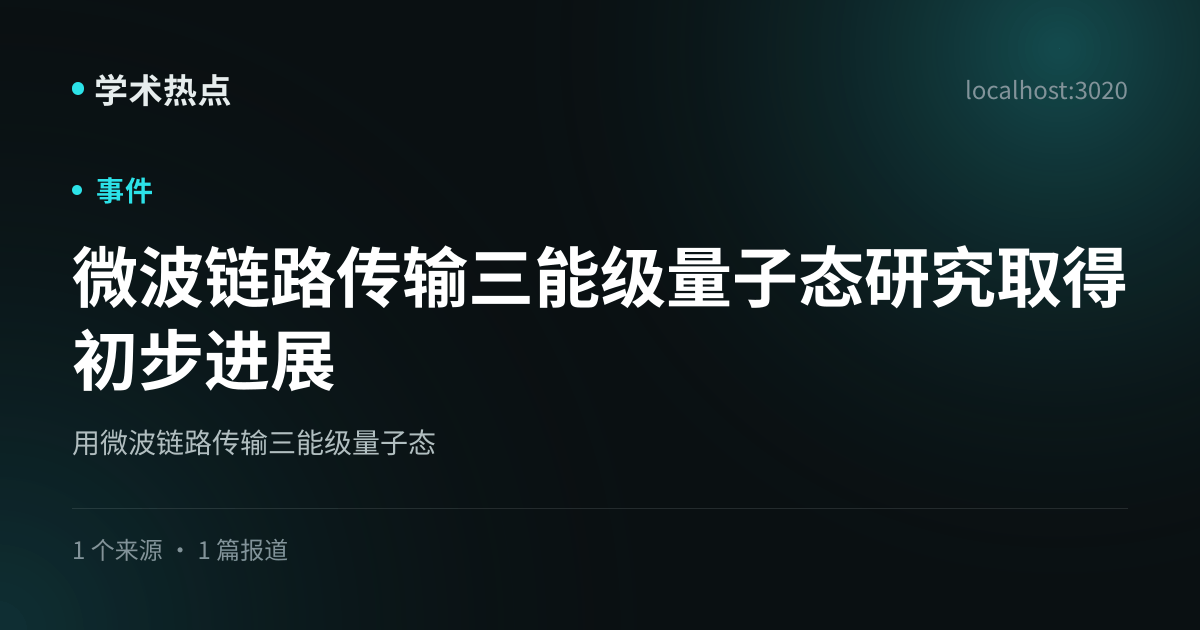 学术热点
localhost:3020
事件
微波链路传输三能级量子态研究取得
初步进展
用微波链路传输三能级量子态
1 个来源 · 1 篇报道